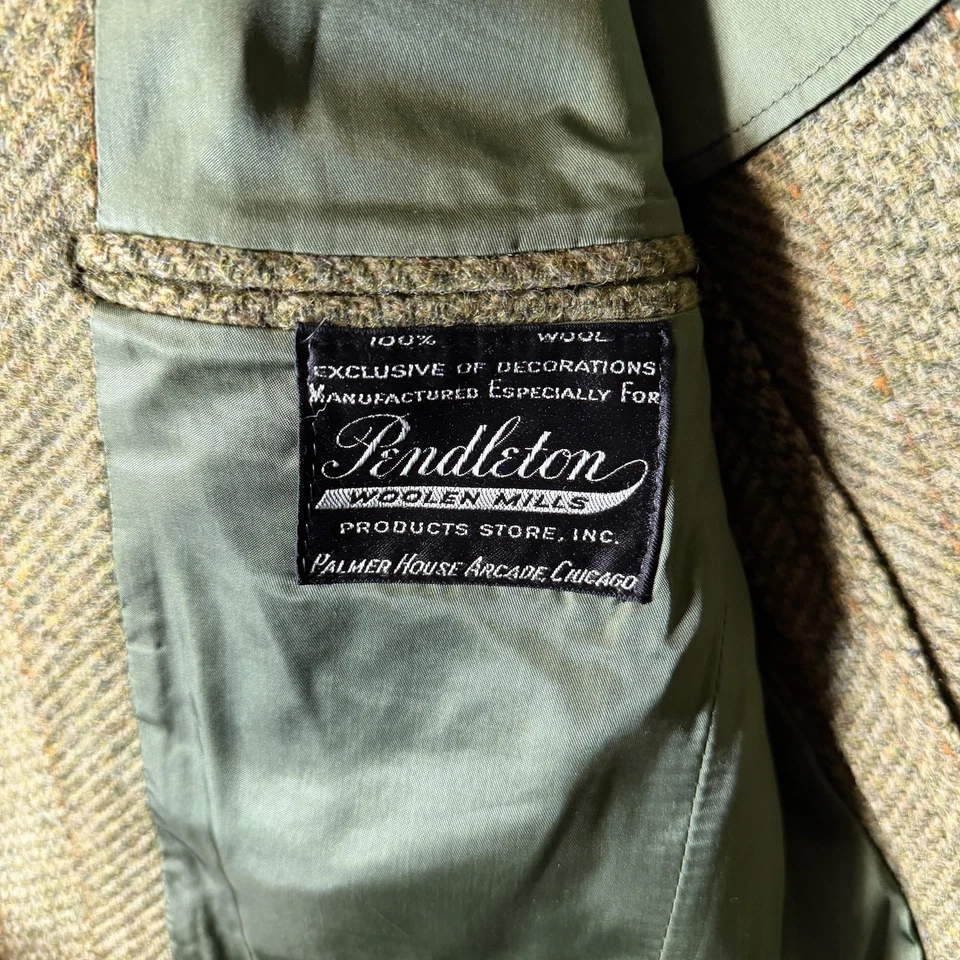 100% WOOL
EXCLUSIVE OF DECORATIONS
MANUFACTURED ESPECIALLY FOR
Pendleton
WOOLEN MILLS
PRODUCTS STORE, INC.
PALMER HOUSE ARCADE, CHICAGO